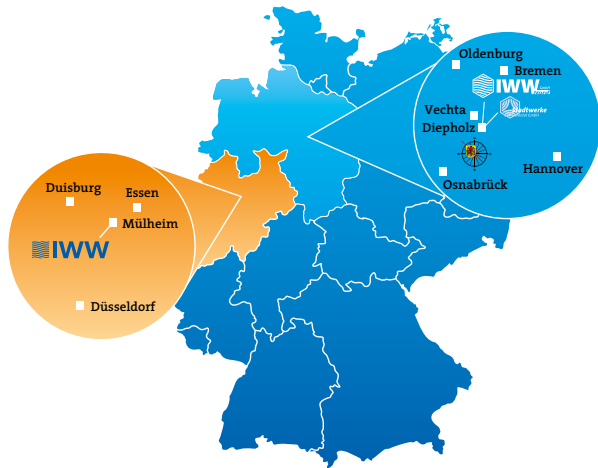 Oldenburg
Bremen
IWW
Vechta
Stadtwerke
Diepholz
Hannover
Osnabrück
Duisburg
Essen
Mülheim
IWW
Düsseldorf